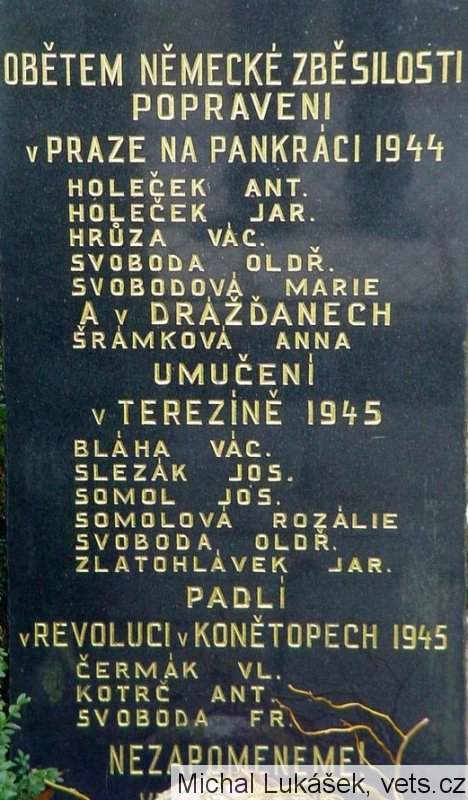 OBĚTEM NĚMECKÉ ZBĚSILOSTI
POPRAVENI
v PRAZE NA PANKRÁCI 1944
HOLEČEK ANT.
HOLEČEK JAR.
HRŮZA VÁC.
SVOBODA OLDŘ.
SVOBODOVÁ MARIE
A v DRÁŽĎANECH
ŠRÁMKOVÁ ANNA
UMUČENÍ
v TEREZÍNĚ 1945
BLÁHA VÁC.
SLEZÁK JOS.
SOMOL JOS.
SOMOLOVÁ ROZÁLIE
SVOBODA OLDŘ.
ZLATOHLÁVEK JAR.
PADLÍ
v REVOLUCI v KONĚTOPECH 1945
ČERMÁK VL.
KOTRČ ANT.
SVOBODA FR.
NEZAPOMENEME!
Michal Lukášek, vets.cz